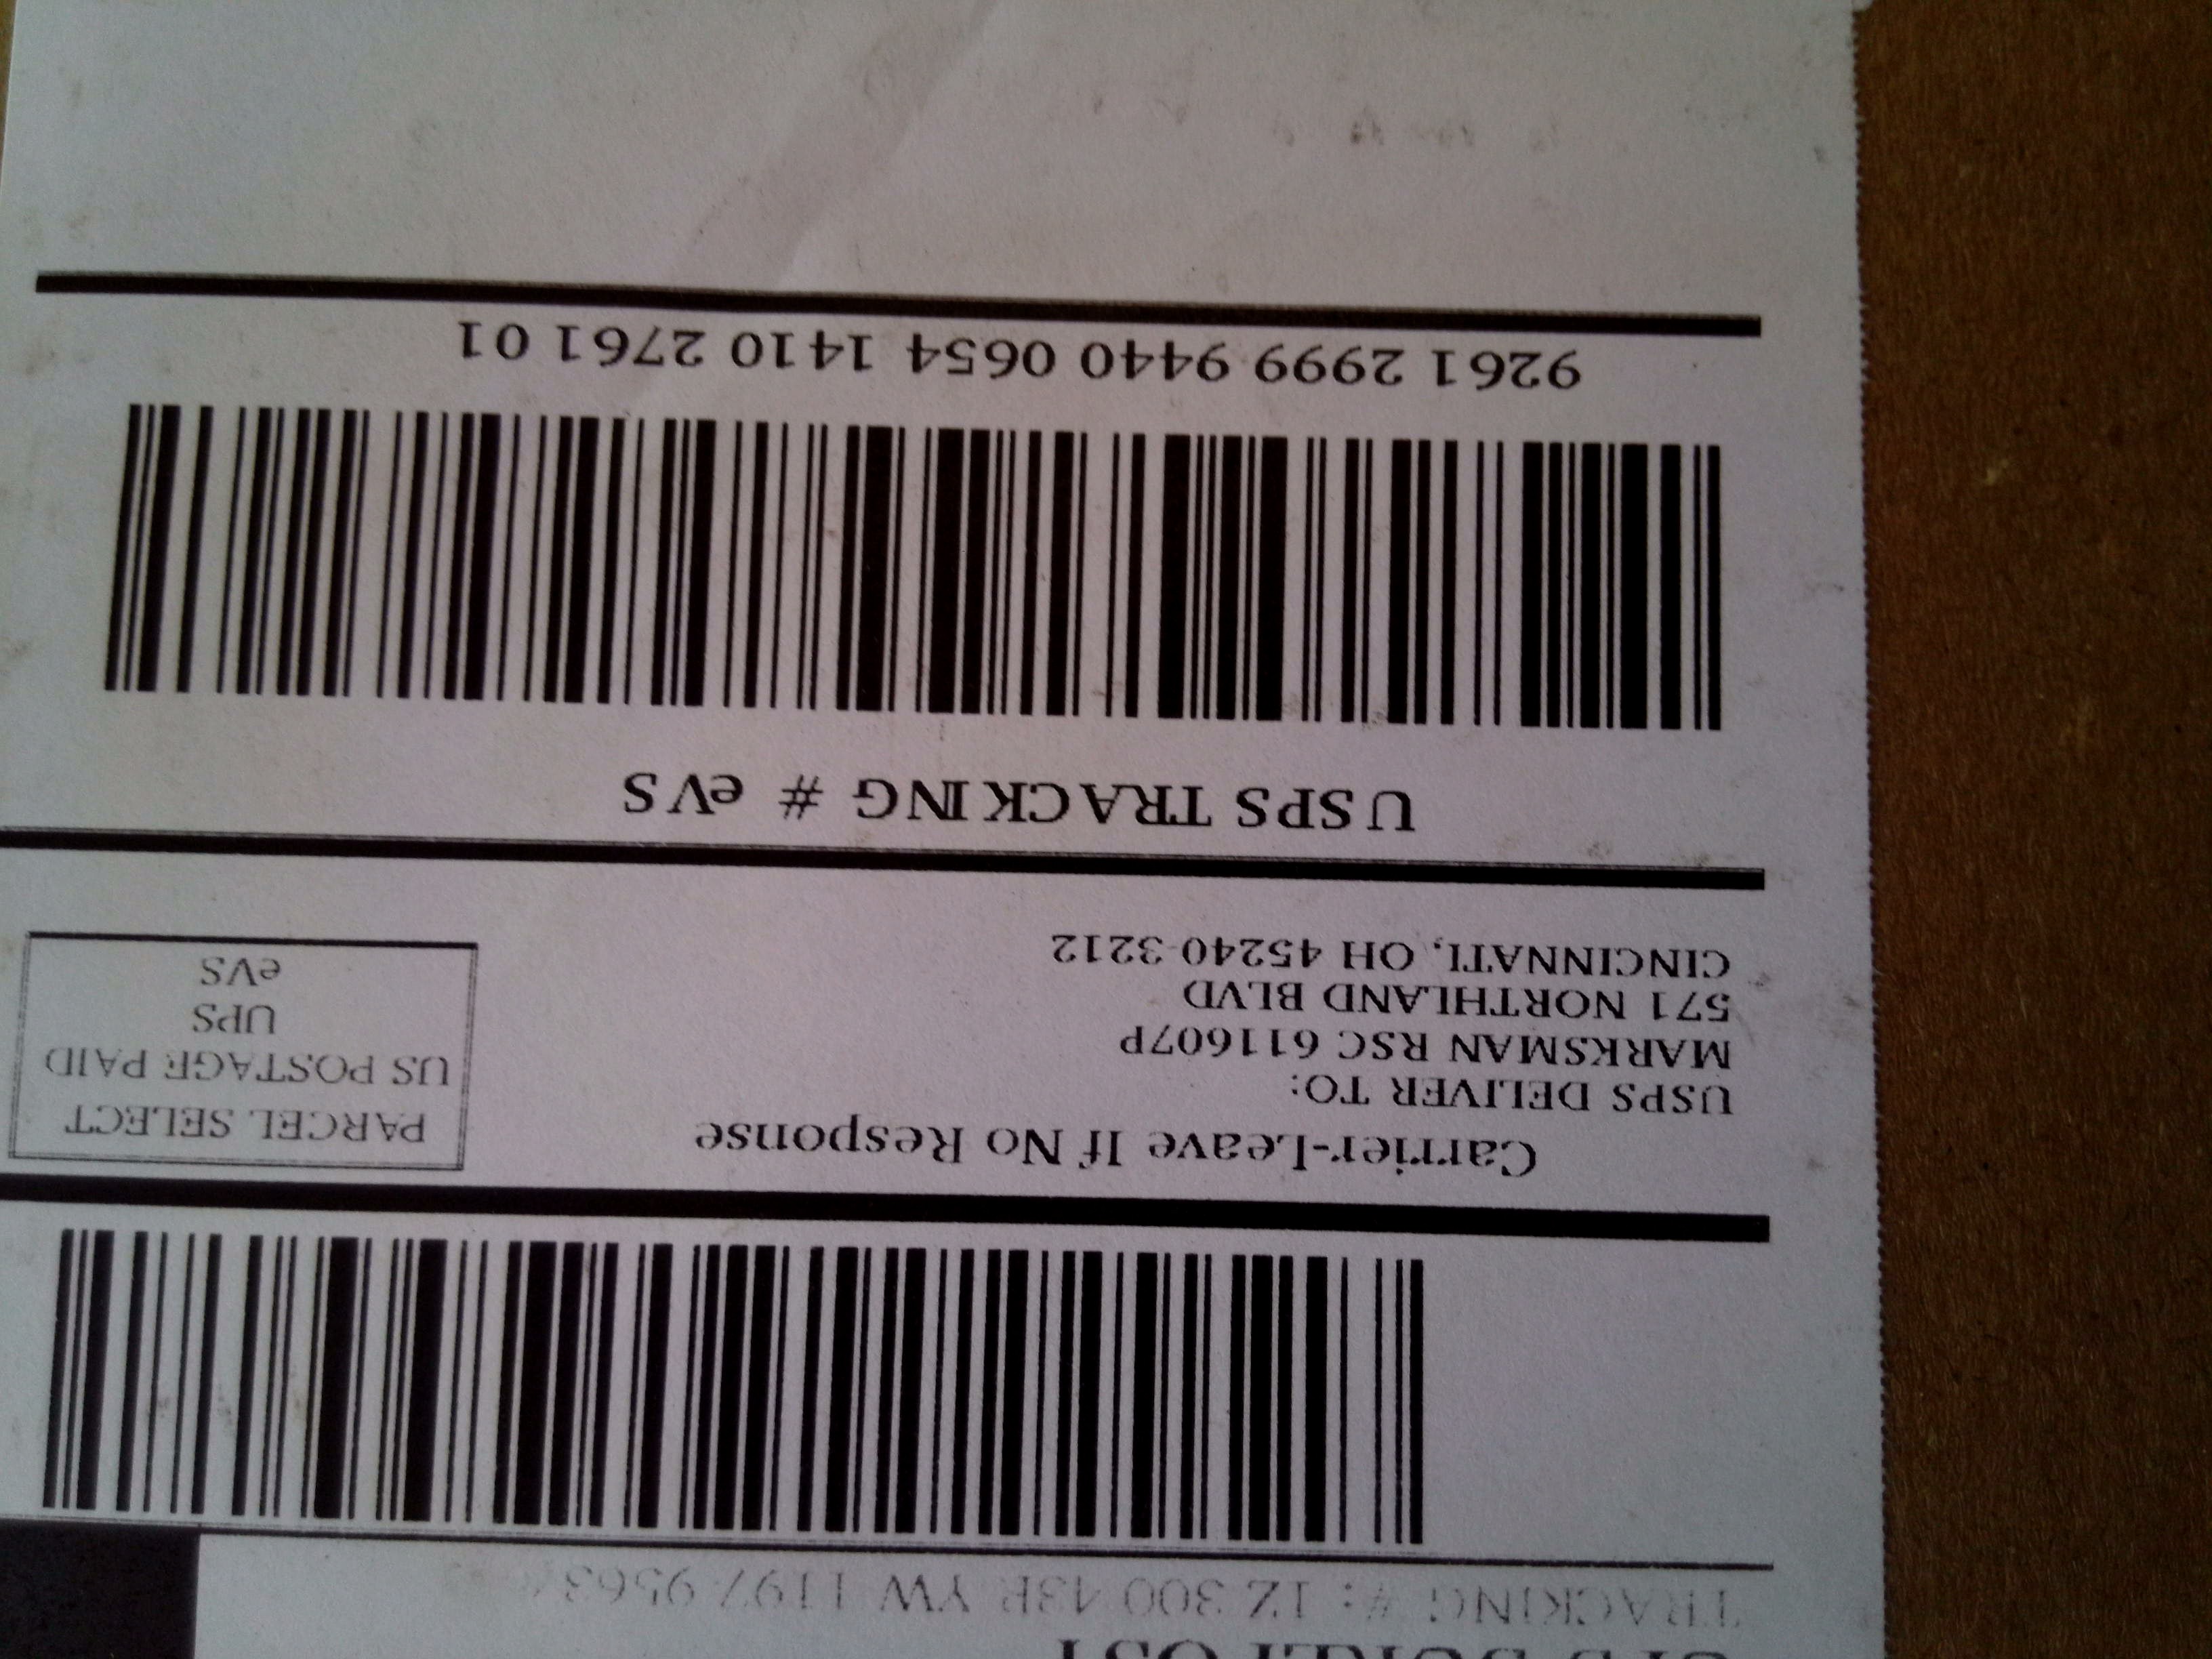 UPS SUREPOST
TRACKING #: 1Z 300 43R YW 1197 9563
Carrier-Leave If No Response
USPS DELIVER TO:
MARKSMAN RSC 611607P
571 NORTHLAND BLVD
CINCINNATI, OH 45240-3212
PARCEL SELECT
US POSTAGE PAID
UPS
eVS
USPS TRACKING # eVS
9261 2999 9440 0654 1410 2761 01